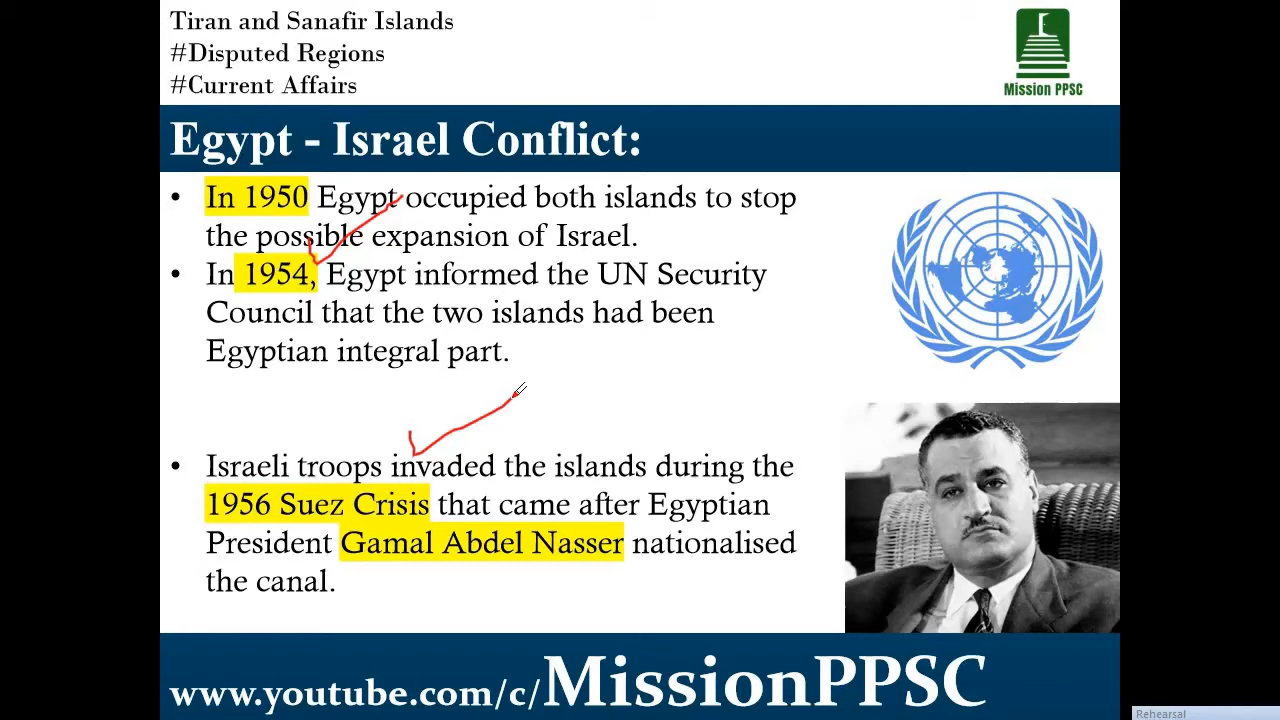 Tiran and Sanafir Islands
#Disputed Regions
#Current Affairs
Mission PPSC
Egypt - Israel Conflict:
• In 1950 Egypt occupied both islands to stop
the possible expansion of Israel.
• In 1954, Egypt informed the UN Security
Council that the two islands had been
Egyptian integral part.
• Israeli troops invaded the islands during the
1956 Suez Crisis that came after Egyptian
President Gamal Abdel Nasser nationalised
the canal.
www.youtube.com/c/MissionPPSC
Rehearsal